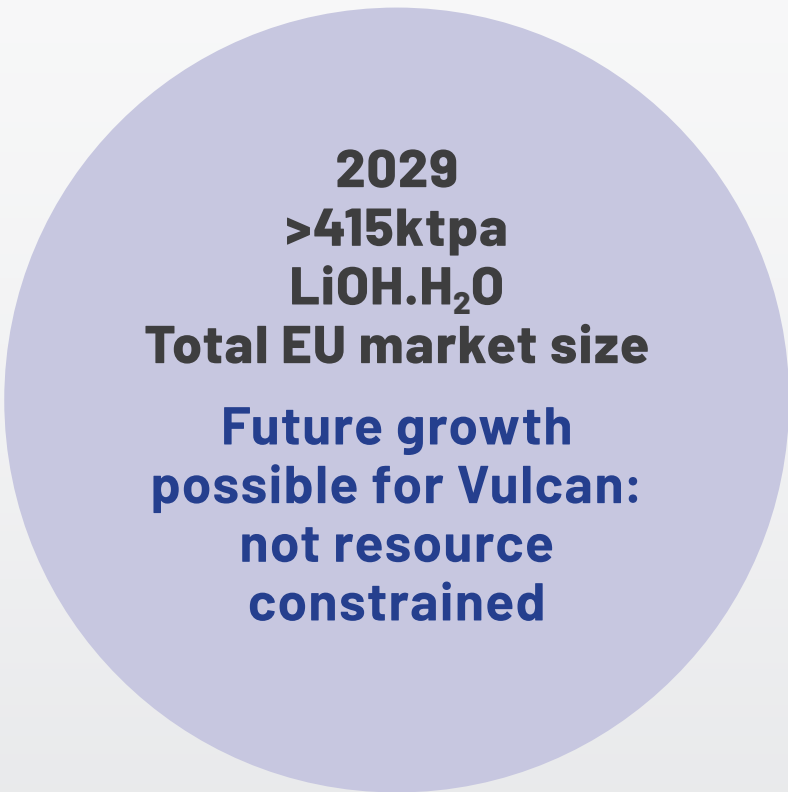 2029
>415ktpa
LiOH.H₂O
Total EU market size
Future growth
possible for Vulcan:
not resource
constrained